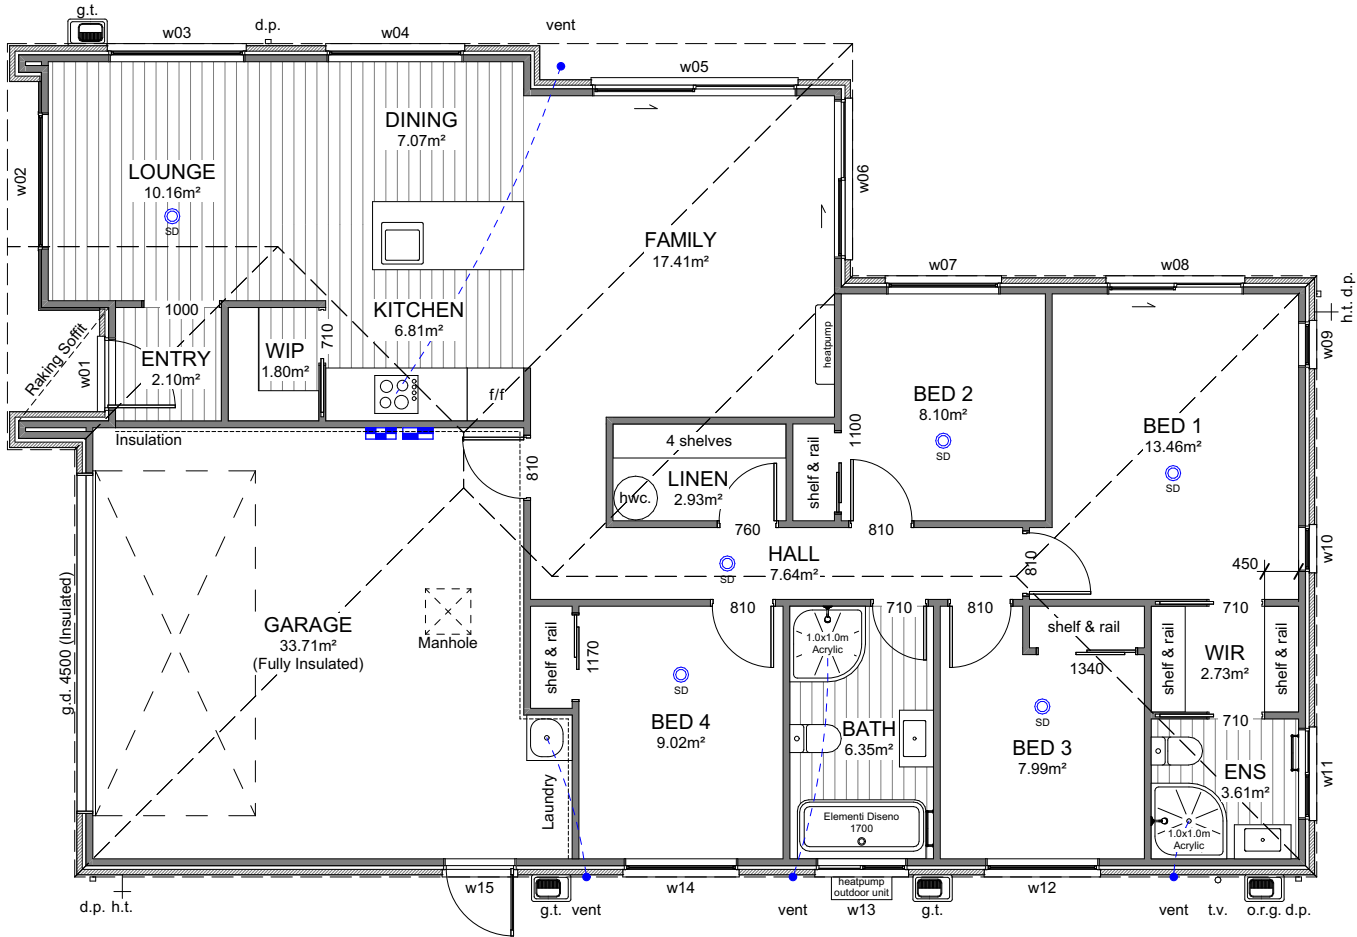 g.t.
w03
d.p.
w04
vent
w05
DINING
7.07m²
LOUNGE
10.16m²
SD
w02
w06
FAMILY
17.41m²
w07
w08
h.t. d.p.
1000
KITCHEN
6.81m²
710
WIP
1.80m²
ENTRY
2.10m²
Raking Soffit
w01
heatpump
w09
f/f
BED 2
8.10m²
SD
BED 1
13.46m²
SD
Insulation
4 shelves
1100
shelf & rail
LINEN
2.93m²
hwc.
810
760
810
HALL
7.64m²
SD
810
w10
450
g.d. 4500 (Insulated)
GARAGE
33.71m²
(Fully Insulated)
Manhole
810
710
810
710
shelf & rail
1170
1.0x1.0m
Acrylic
shelf & rail
1340
shelf & rail
WIR
2.73m²
shelf & rail
SD
BED 4
9.02m²
BATH
6.35m²
SD
BED 3
7.99m²
710
ENS
3.61m²
w11
Laundry
Elementi Diseno
1700
1.0x1.0m
Acrylic
w15
w14
heatpump
outdoor unit
w13
w12
d.p. h.t.
g.t.
vent
vent
g.t.
vent
t.v.
o.r.g. d.p.